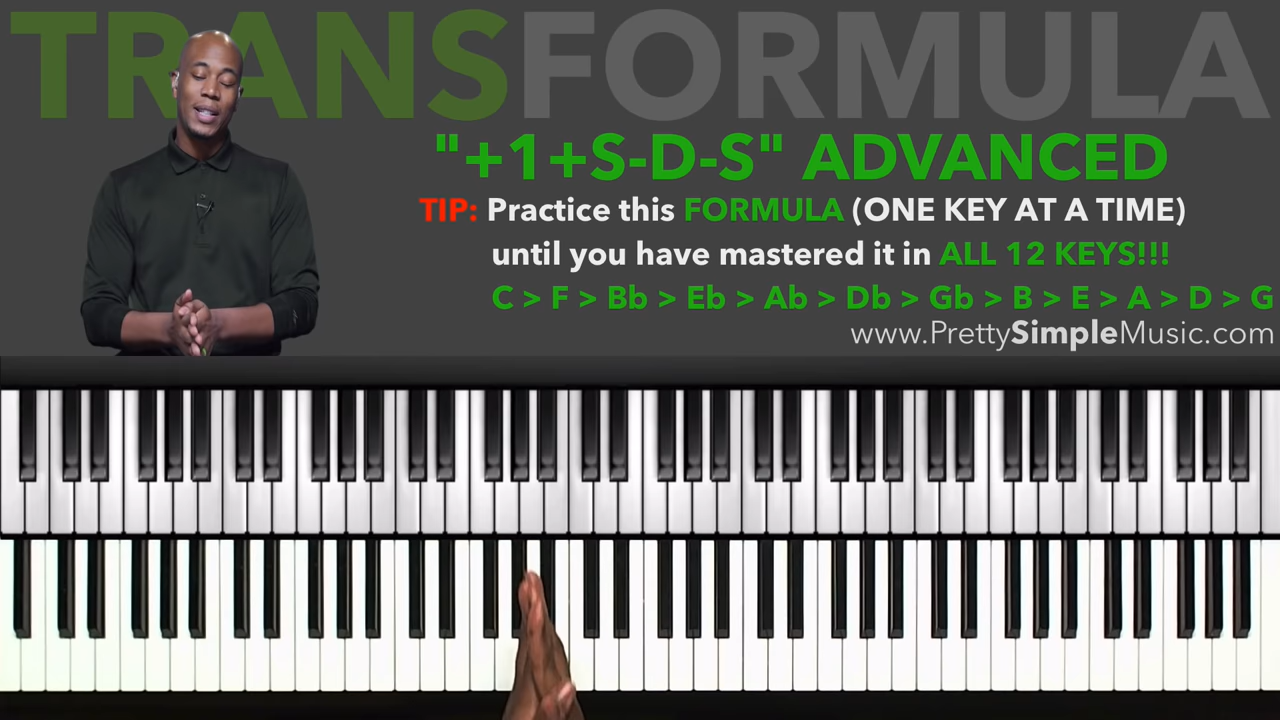 TRANSFORMULA
"+1+S-D-S" ADVANCED
TIP: Practice this FORMULA (ONE KEY AT A TIME)
until you have mastered it in ALL 12 KEYS!!!
C > F > Bb > Eb > Ab > Db > Gb > B > E > A > D > G
www.PrettySimpleMusic.com